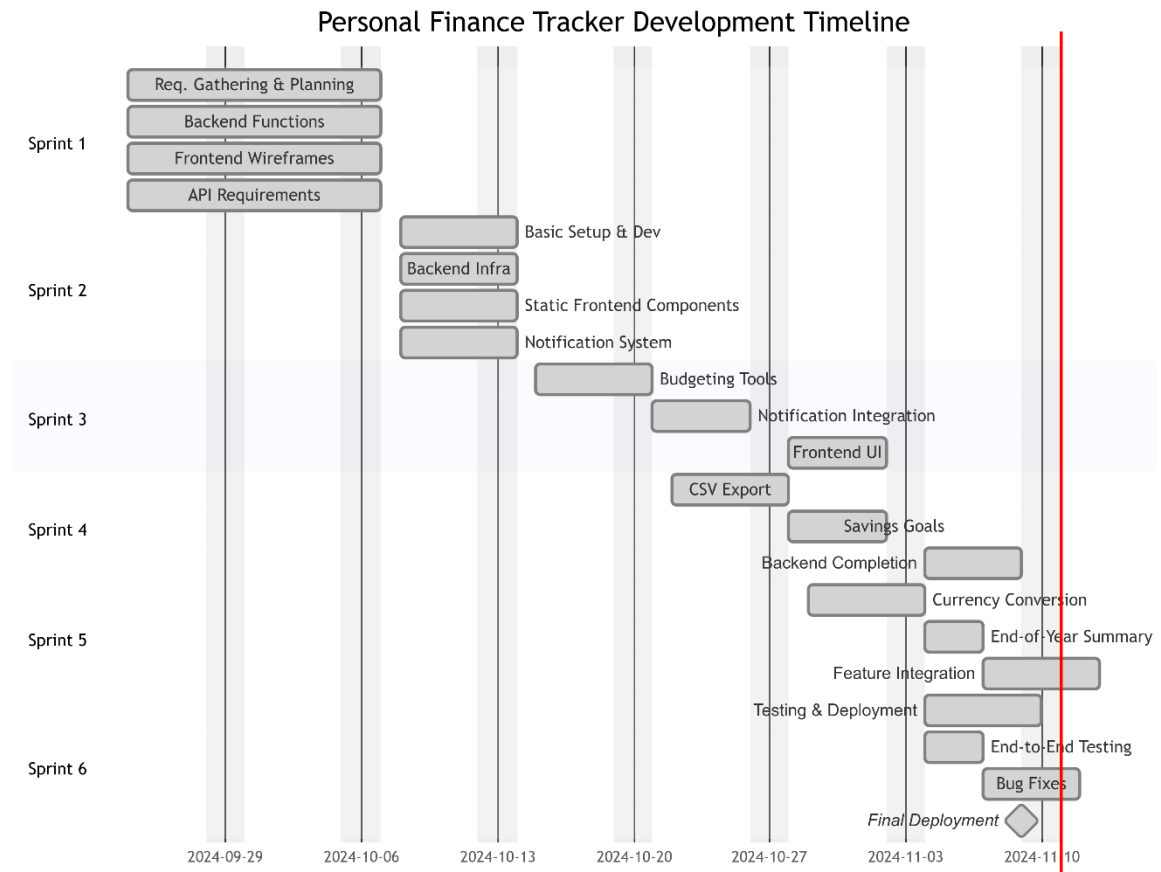 Personal Finance Tracker Development Timeline
Sprint 1
Req. Gathering & Planning
Backend Functions
Frontend Wireframes
API Requirements
Sprint 2
Basic Setup & Dev
Backend Infra
Static Frontend Components
Notification System
Sprint 3
Budgeting Tools
Notification Integration
Frontend UI
Sprint 4
CSV Export
Savings Goals
Backend Completion
Sprint 5
Currency Conversion
End-of-Year Summary
Feature Integration
Sprint 6
Testing & Deployment
End-to-End Testing
Bug Fixes
Final Deployment
2024-09-29
2024-10-06
2024-10-13
2024-10-20
2024-10-27
2024-11-03
2024-11-10